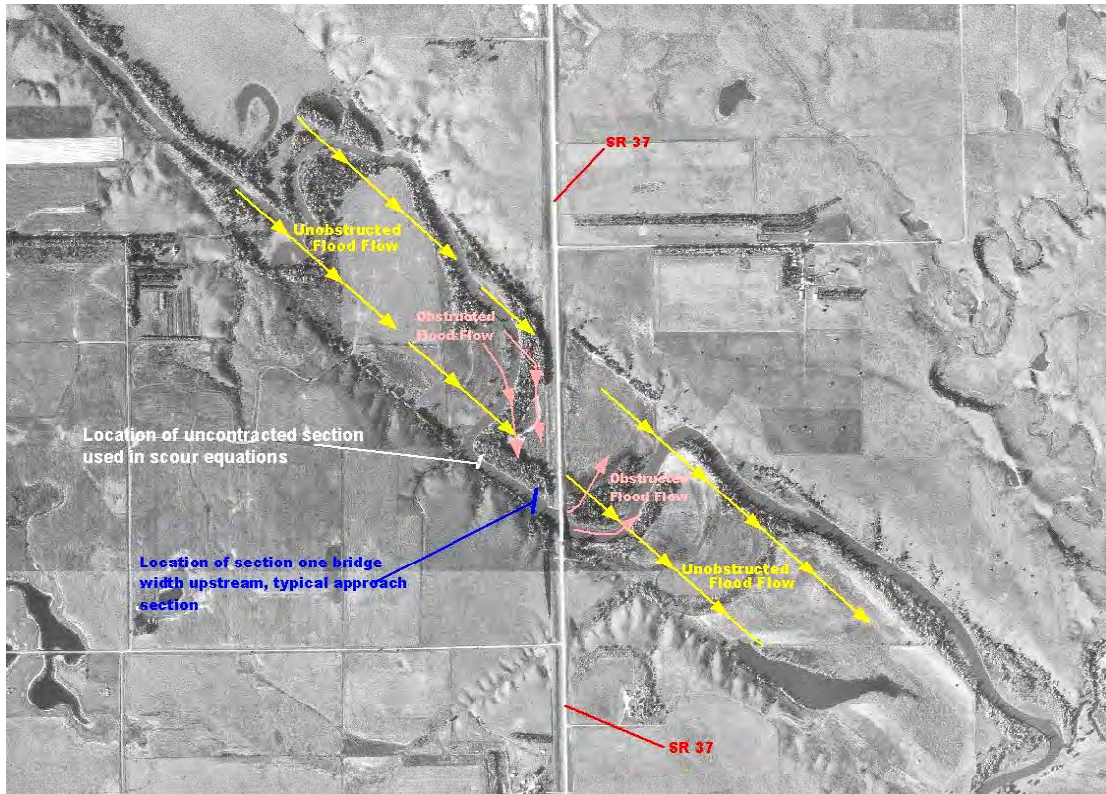 SR 37
Unobstructed
Flood Flow
Obstructed
Flood Flow
Location of uncontracted section
used in scour equations
Obstructed
Flood Flow
Location of section one bridge
width upstream, typical approach
section
Unobstructed
Flood Flow
SR 37